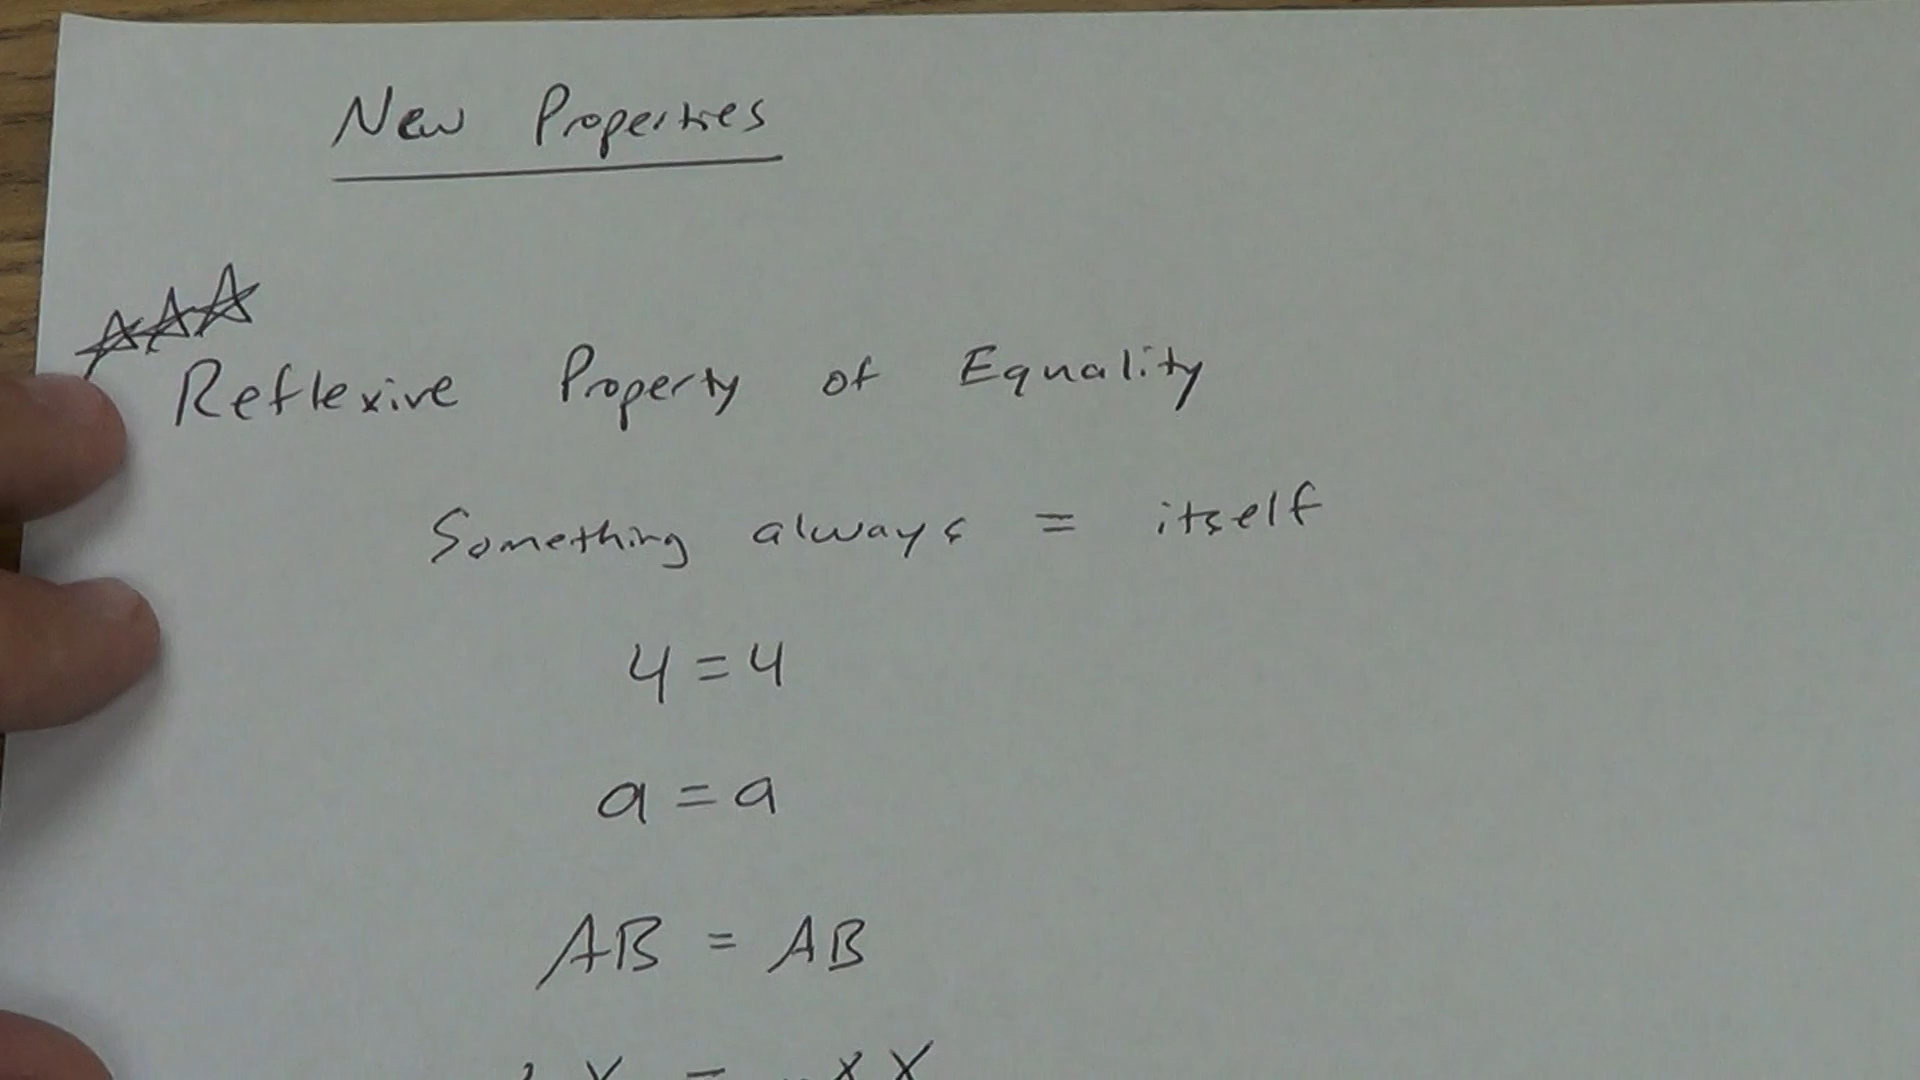 New Properties
Reflexive Property of Equality
Something always = itself
4 = 4
a = a
AB = AB